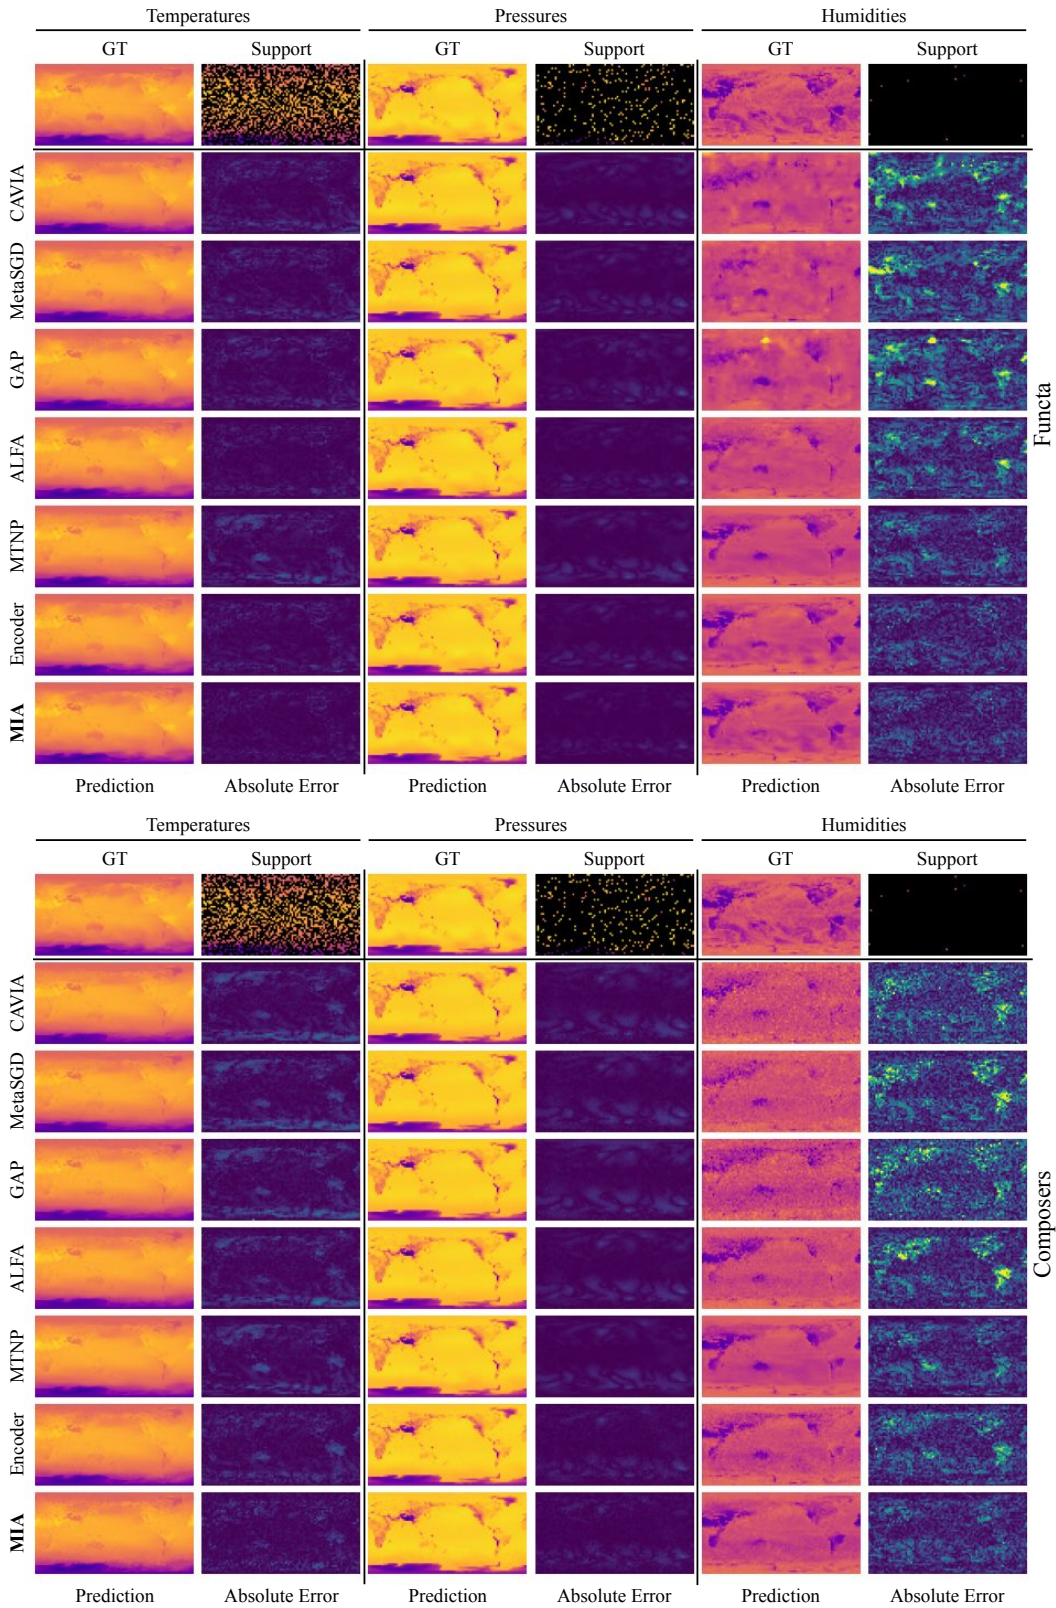 Temperatures Pressures Humidities
GT Support GT Support GT Support
CAVIA
MetaSGD
GAP
ALFA
MTNP
Encoder
MIA
Functa
Prediction Absolute Error Prediction Absolute Error Prediction Absolute Error
Temperatures Pressures Humidities
GT Support GT Support GT Support
CAVIA
MetaSGD
GAP
ALFA
MTNP
Encoder
MIA
Composers
Prediction Absolute Error Prediction Absolute Error Prediction Absolute Error